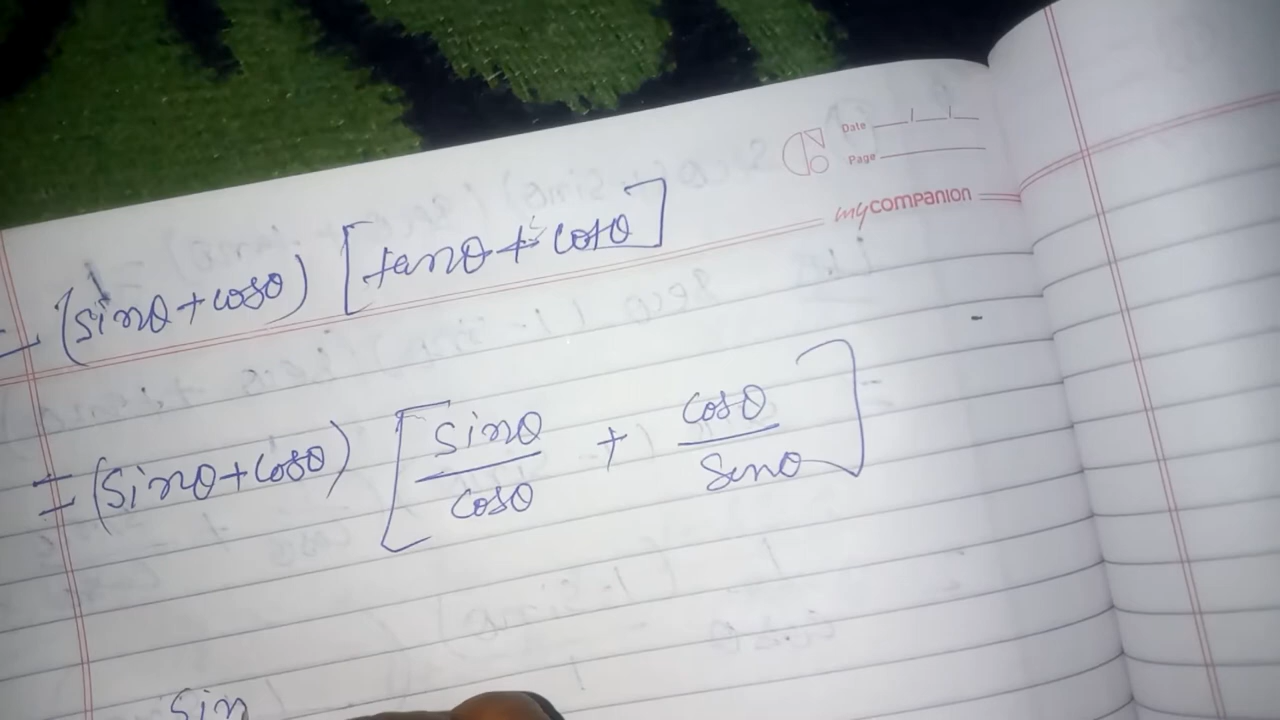 Date
Page
mycompanion
= (sinθ+cosθ) [tanθ + cotθ]
= (sinθ+cosθ) [sinθ/cosθ + cosθ/sinθ]
sin